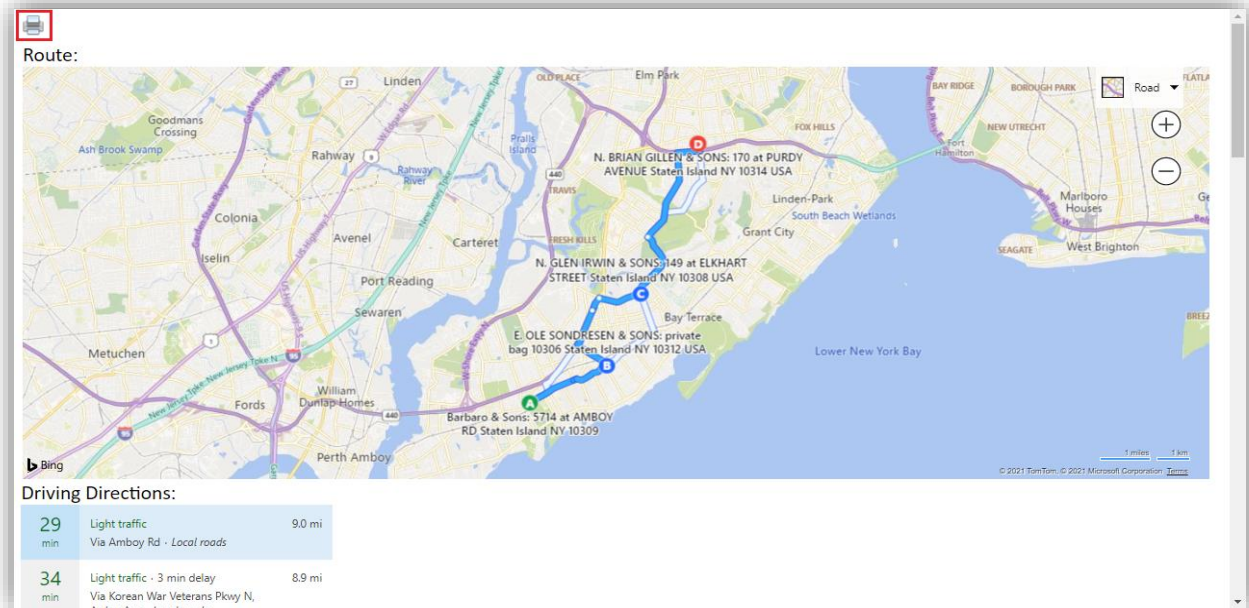 Route:
27
Linden
OLD PLACE
Elm Park
BAY RIDGE
BOROUGH PARK
Road
Goodmans
Crossing
Ash Brook Swamp
Pralls
Island
FOX HILLS
NEW UTRECHT
Fort
Hamilton
Rahway
Rahway
River
440
D
N. BRIAN GILLEN & SONS: 170 at PURDY
AVENUE Staten Island NY 10314 USA
TRAVIS
Linden-Park
South Beach Wetlands
Marlboro
Houses
Colonia
Avenel
Carteret
FRESH KILLS
Grant City
SEAGATE
West Brighton
Iselin
N. GLEN IRWIN & SONS: 149 at ELKHART
STREET Staten Island NY 10308 USA
Port Reading
C
Sewaren
Bay Terrace
1
Metuchen
E. OLE SONDRESEN & SONS: private
bag 10306 Staten Island NY 10312 USA
Lower New York Bay
B
William
Dunlap Homes
Fords
440
A
Barbaro & Sons: 5714 at AMBOY
RD Staten Island NY 10309
Perth Amboy
Bing
1 miles
1 km
© 2021 TomTom, © 2021 Microsoft Corporation Terms
Driving Directions:
29
min
Light traffic
9.0 mi
Via Amboy Rd · Local roads
34
min
Light traffic · 3 min delay
8.9 mi
Via Korean War Veterans Pkwy N,